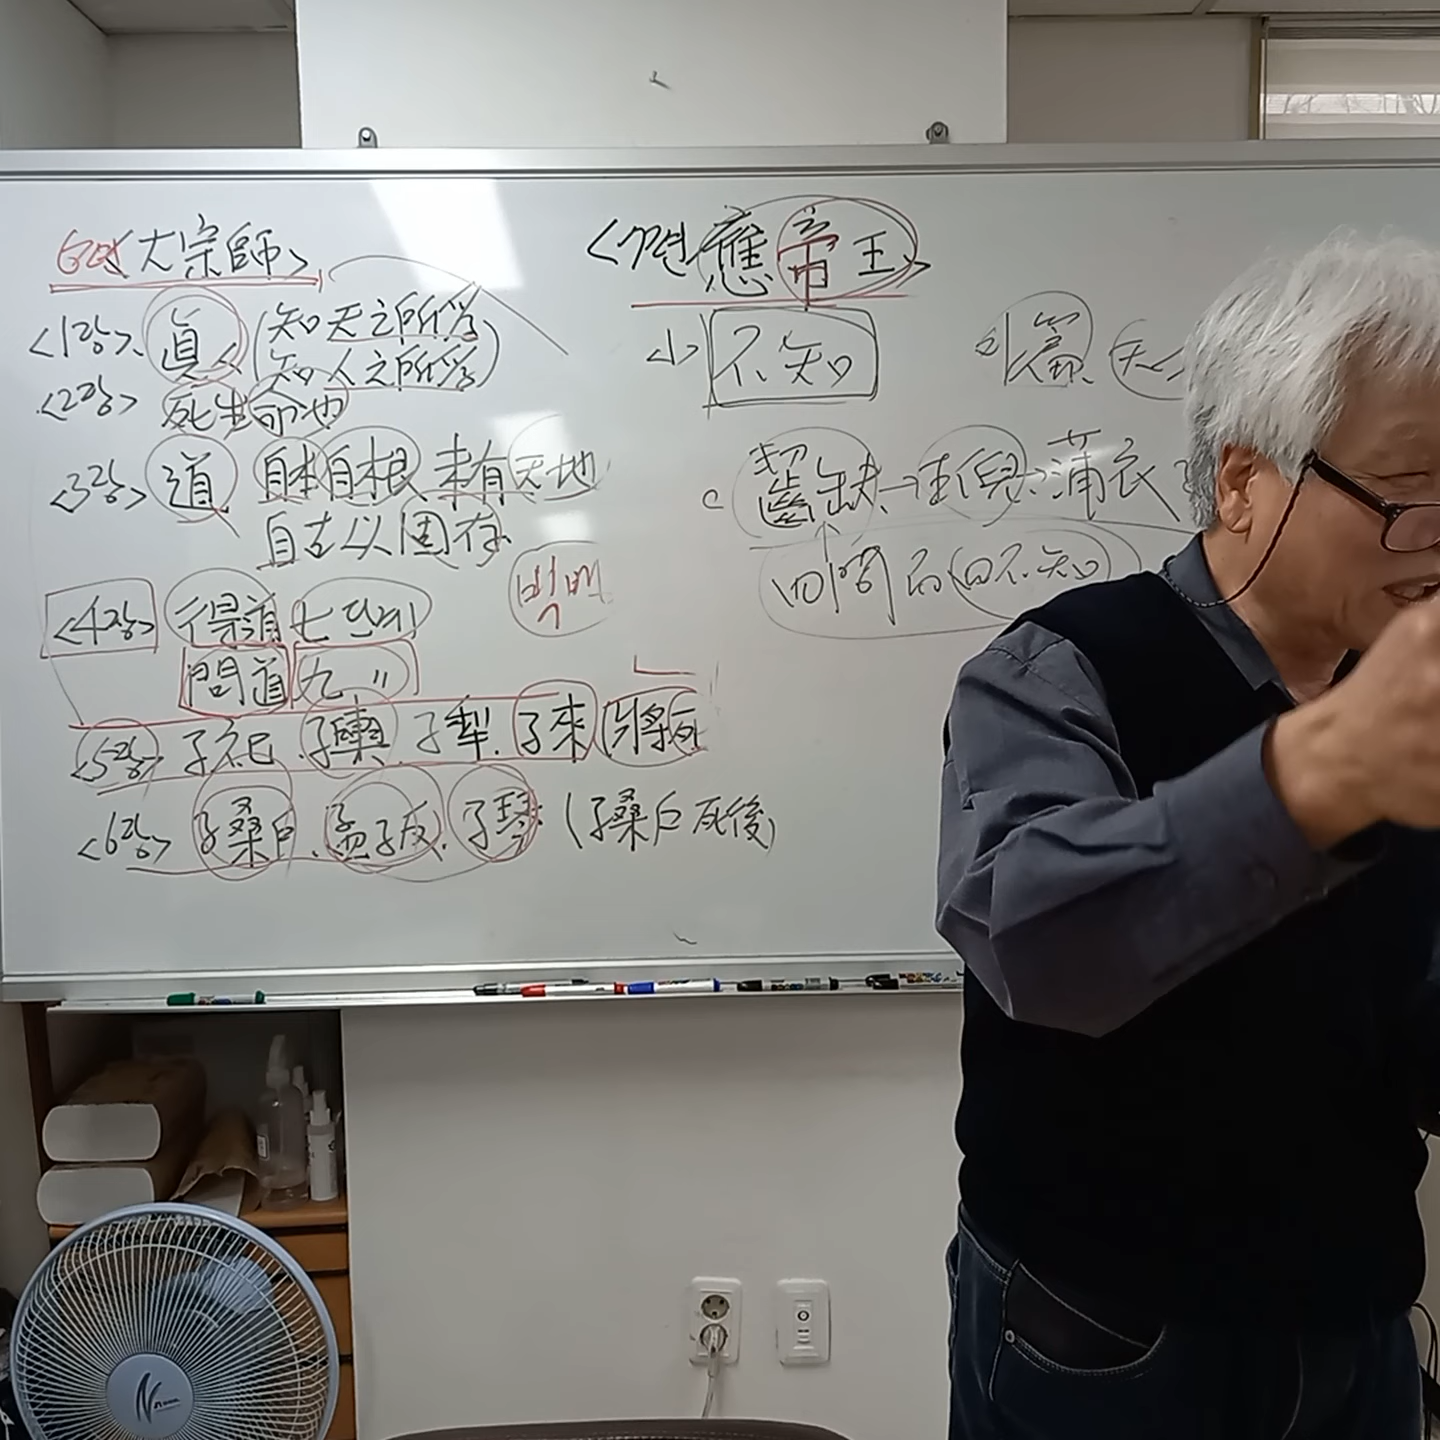 6편 大宗師>
<1장>. 眞人 (知天之所爲
知人之所爲)
<2장> 死生命也
<3장> 道 自本自根 未有天地
自古以固存
<4장> 得道 七단계
問道 九 〃
<5장> 子祀. 子輿. 子犁. 子來 將死
<6장> 子桑戶. 孟子反. 子琴 (子桑戶死後)
<7편 應帝王>
<1> 不知
齧缺→王倪→蒲衣
四問而四不知